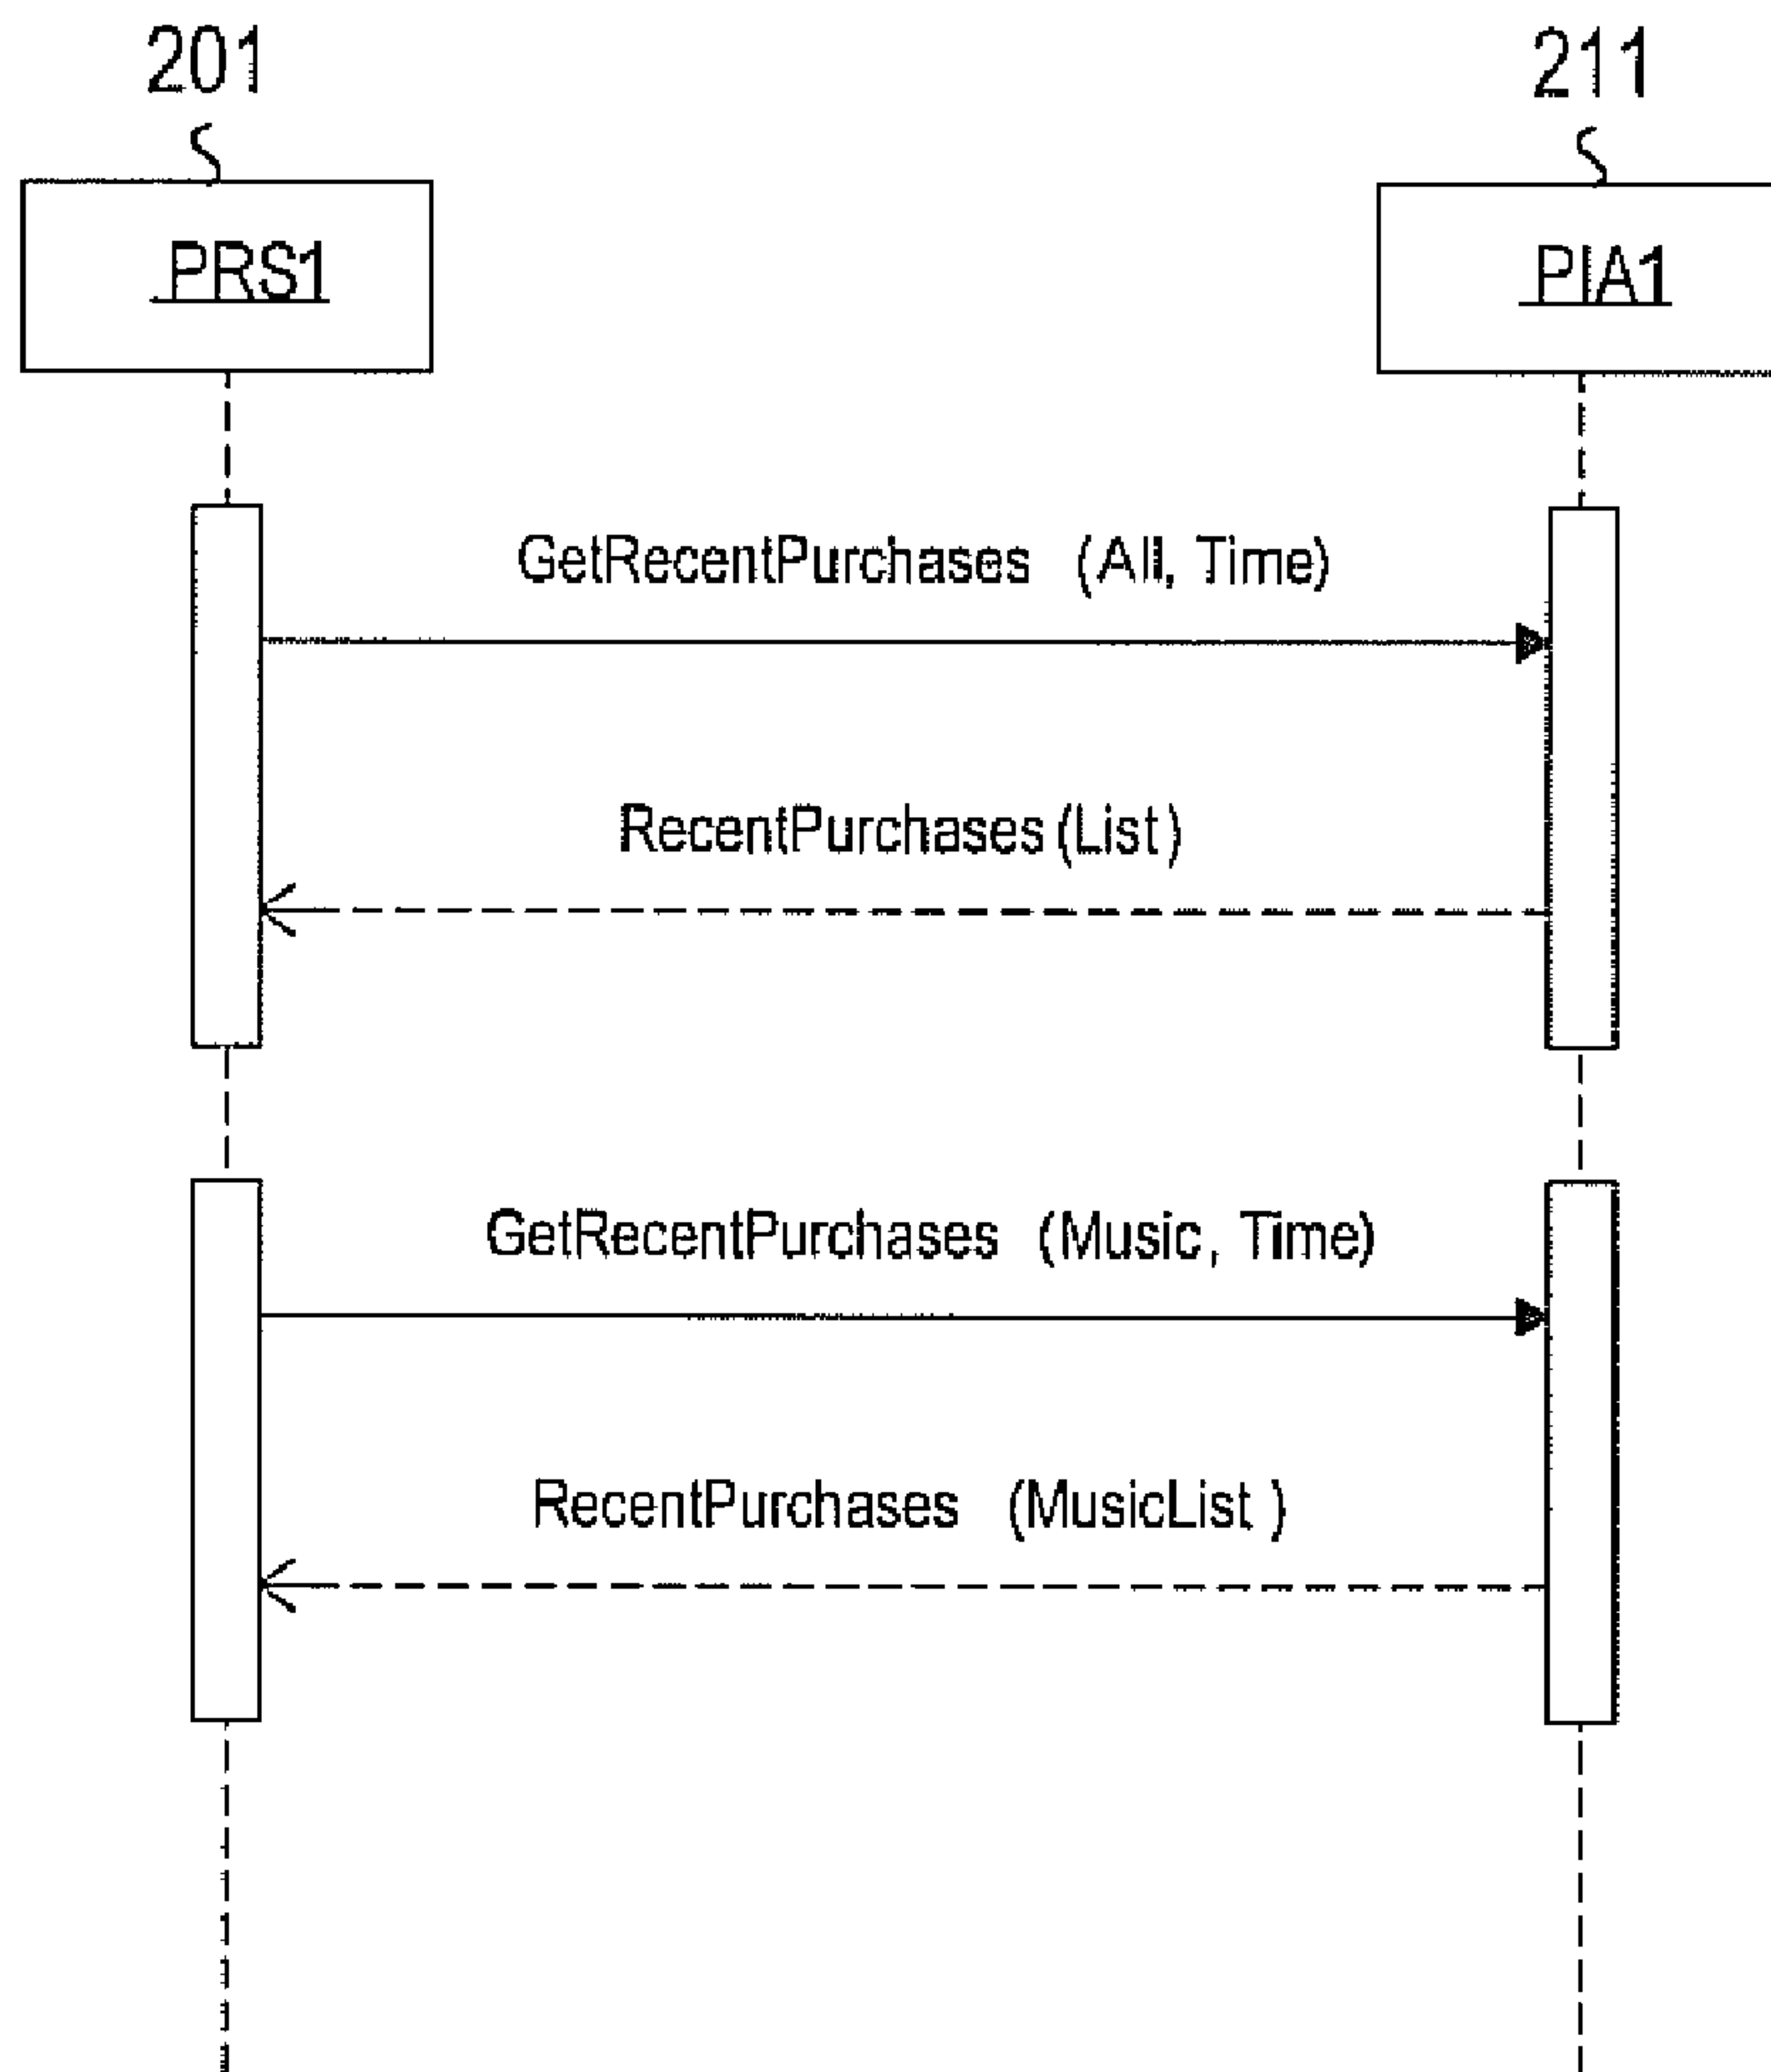 201 211
PRS1 PIA1
GetRecentPurchases (All, Time)
RecentPurchases (List )
GetRecentPurchases (Music, Time)
RecentPurchases (MusicList )